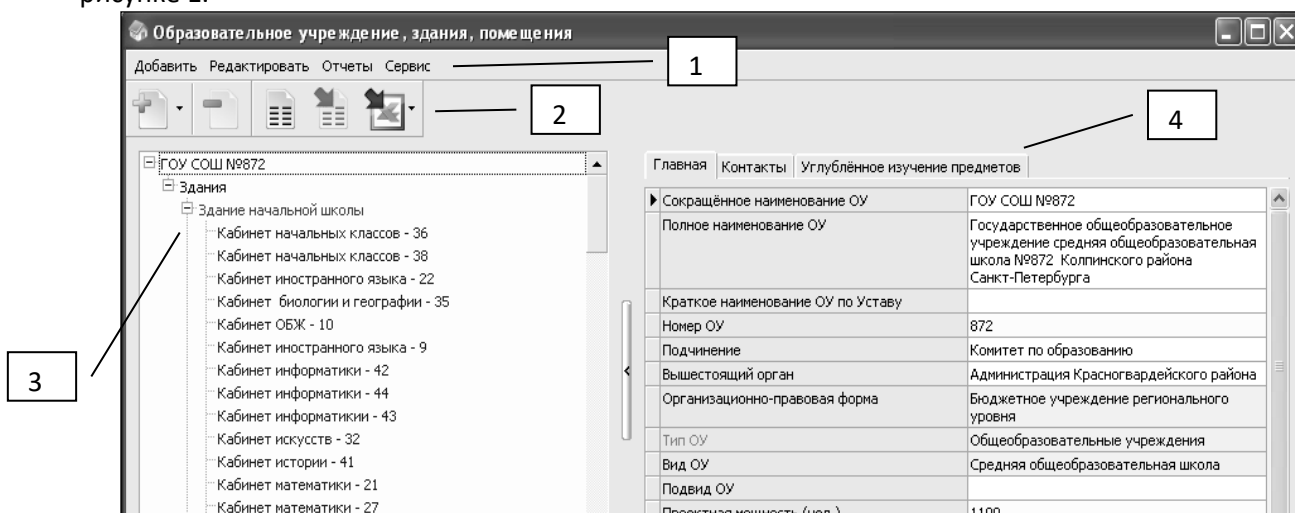 рисунке 1.
Образовательное учреждение, здания, помещения
Добавить Редактировать Отчеты Сервис
1
2
4
ГОУ СОШ №872
Здания
Здание начальной школы
Кабинет начальных классов - 36
Кабинет начальных классов - 38
Кабинет иностранного языка - 22
Кабинет биологии и географии - 35
Кабинет ОБЖ - 10
Кабинет иностранного языка - 9
Кабинет информатики - 42
Кабинет информатики - 44
Кабинет информатикии - 43
Кабинет искусств - 32
Кабинет истории - 41
Кабинет математики - 21
Кабинет математики - 27
3
Главная Контакты Углублённое изучение предметов
Сокращённое наименование ОУ ГОУ СОШ №872
Полное наименование ОУ Государственное общеобразовательное
учреждение средняя общеобразовательная
школа №872 Колпинского района
Санкт-Петербурга
Краткое наименование ОУ по Уставу
Номер ОУ 872
Подчинение Комитет по образованию
Вышестоящий орган Администрация Красногвардейского района
Организационно-правовая форма Бюджетное учреждение регионального
уровня
Тип ОУ Общеобразовательные учреждения
Вид ОУ Средняя общеобразовательная школа
Подвид ОУ
Проектная мощность (чел.) 1100